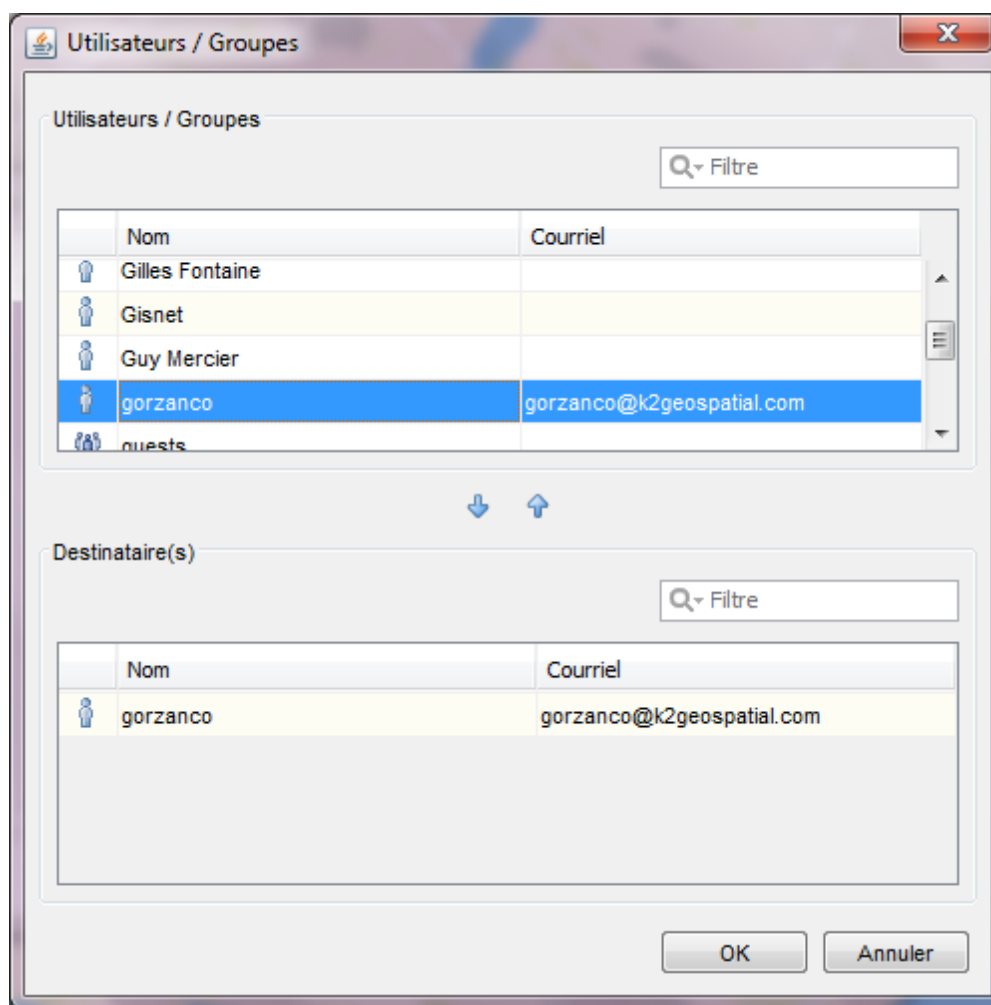 Utilisateurs / Groupes
Utilisateurs / Groupes
Filtre
Nom Courriel
Gilles Fontaine
Gisnet
Guy Mercier
gorzanco gorzanco@k2geospatial.com
guests
Destinataire(s)
Filtre
Nom Courriel
gorzanco gorzanco@k2geospatial.com
OK Annuler